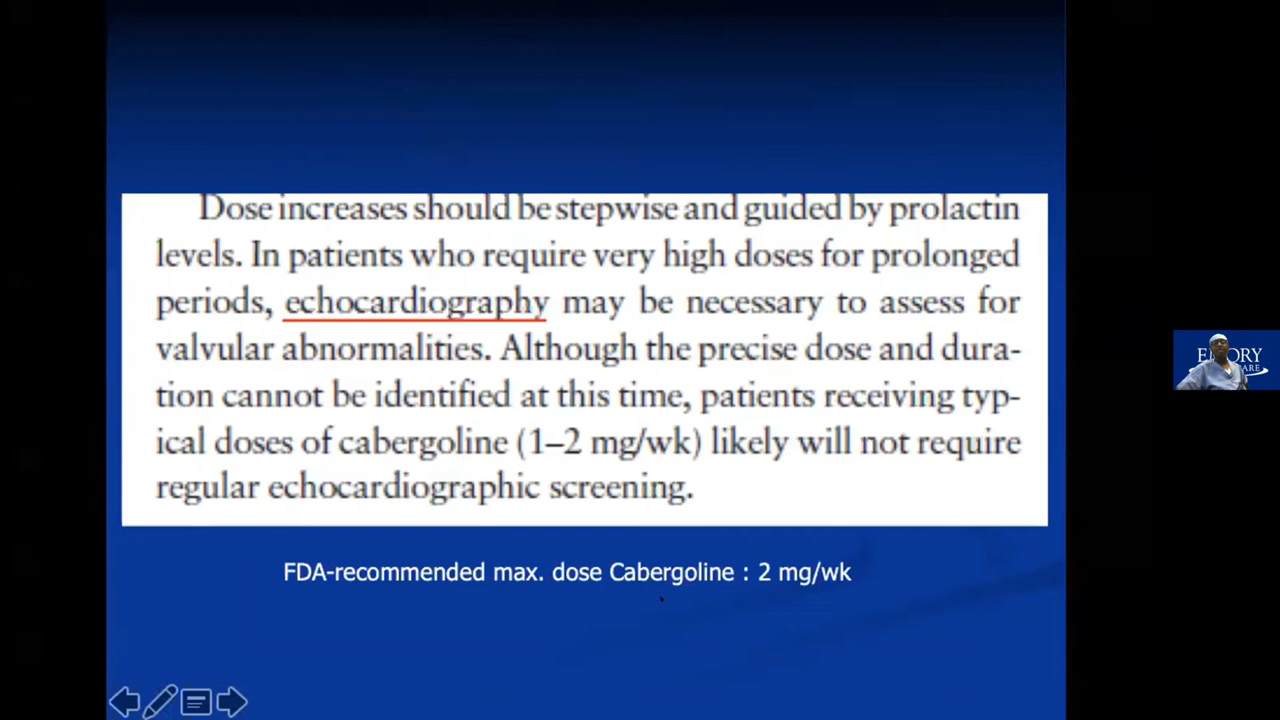 Dose increases should be stepwise and guided by prolactin
levels. In patients who require very high doses for prolonged
periods, echocardiography may be necessary to assess for
valvular abnormalities. Although the precise dose and dura-
tion cannot be identified at this time, patients receiving typ-
ical doses of cabergoline (1–2 mg/wk) likely will not require
regular echocardiographic screening.
FDA-recommended max. dose Cabergoline : 2 mg/wk